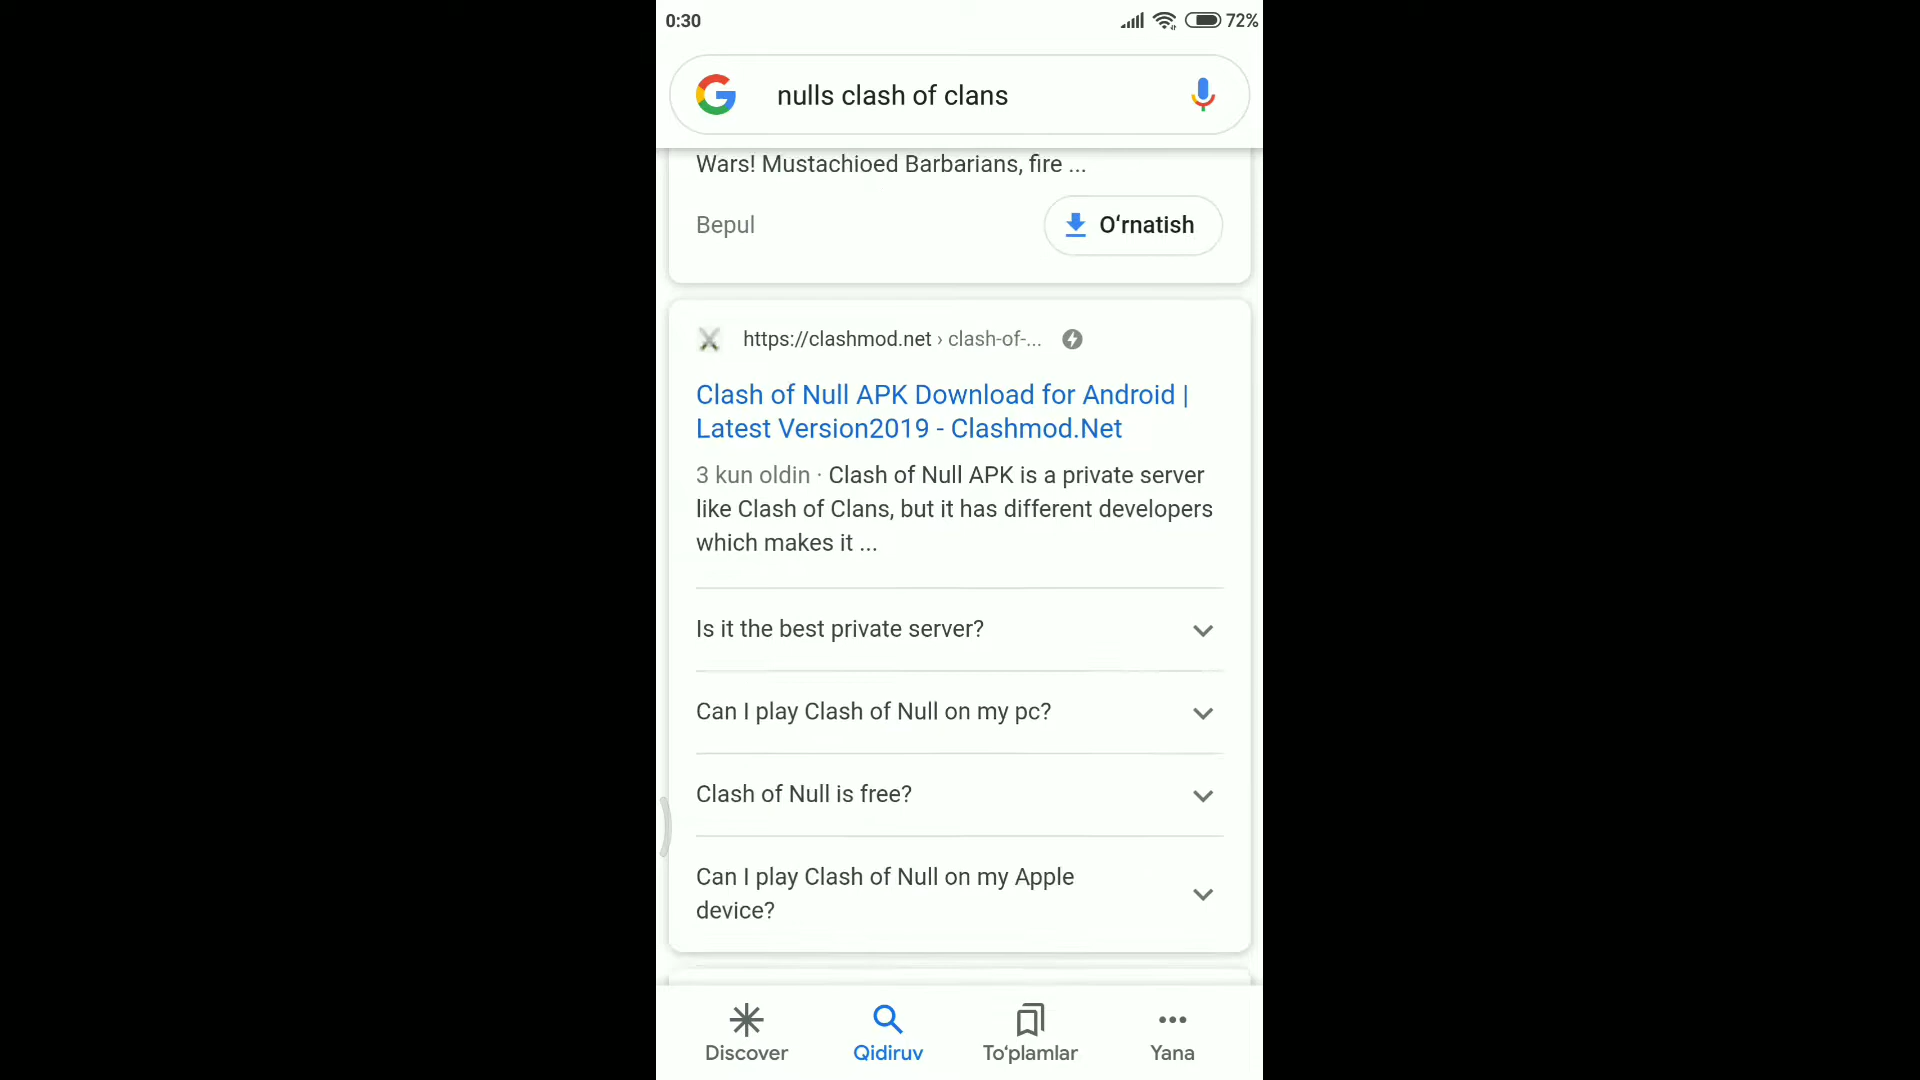 0:30
72%
nulls clash of clans
Wars! Mustachioed Barbarians, fire ...
Bepul
Oʻrnatish
https://clashmod.net › clash-of-...
Clash of Null APK Download for Android |
Latest Version2019 - Clashmod.Net
3 kun oldin · Clash of Null APK is a private server
like Clash of Clans, but it has different developers
which makes it ...
Is it the best private server?
Can I play Clash of Null on my pc?
Clash of Null is free?
Can I play Clash of Null on my Apple
device?
Discover
Qidiruv
Toʻplamlar
Yana